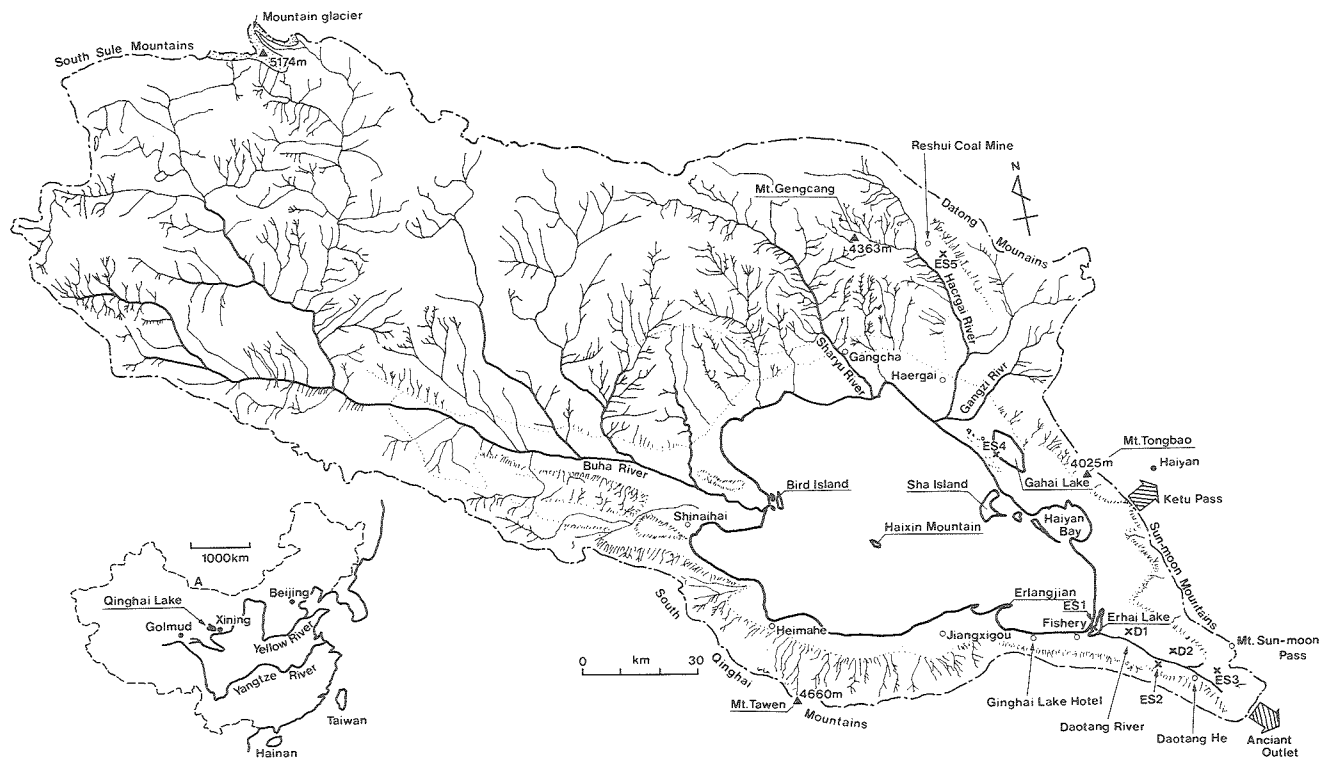 Mountain glacier
South Sule Mountains
5174m
Reshui Coal Mine
N
Mt.Gengcang
Datong Mounains
4363m
ES5
Haergai River
Sharyu River
Gangcha
Haergai
Gangzi Rivr
ES4
Mt.Tongbao
4025m
Haiyan
Gahai Lake
Ketu Pass
Buha River
Bird Island
Sha Island
Shinaihai
Haixin Mountain
Haiyan
Bay
Sun-moon Mountains
1000km
A
Qinghai Lake
Beijing
Xining
Golmud
Yellow River
Yangtze River
Taiwan
Hainan
South Qinghai Mountains
Erlangjian
ES1
Fishery
Erhai Lake
D1
Heimahe
Jiangxigou
D2
Mt. Sun-moon
Pass
0 km 30
ES3
4660m
Mt.Tawen
Ginghai Lake Hotel
ES2
Daotang River
Daotang He
Anciant
Outlet